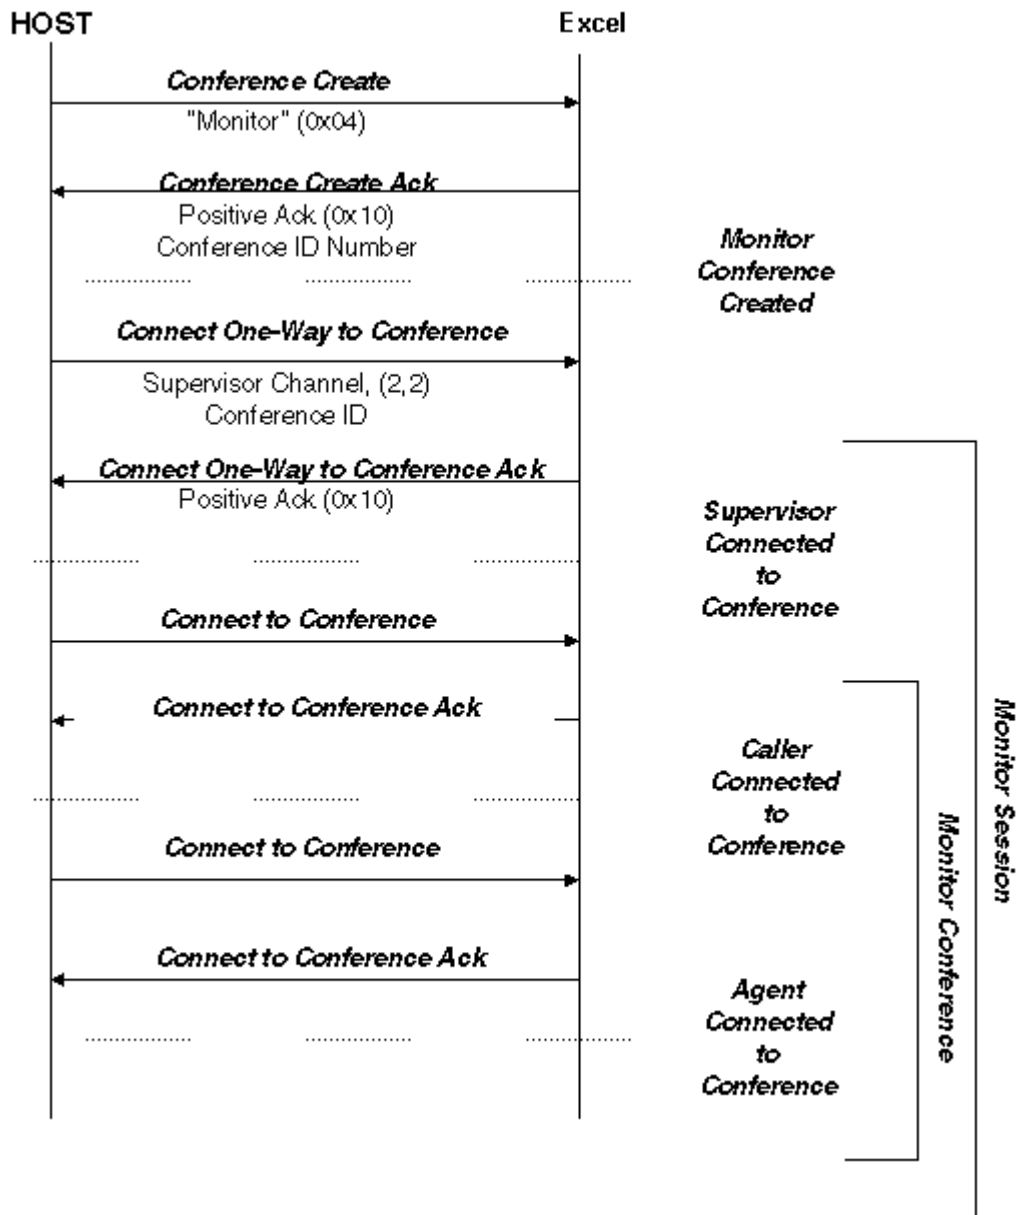 HOST
Excel
Conference Create
"Monitor" (0x04)
Conference Create Ack
Positive Ack (0x10)
Conference ID Number
Monitor
Conference
Created
Connect One-Way to Conference
Supervisor Channel, (2,2)
Conference ID
Connect One-Way to Conference Ack
Positive Ack (0x10)
Supervisor
Connected
to
Conference
Connect to Conference
Connect to Conference Ack
Caller
Connected
to
Conference
Connect to Conference
Connect to Conference Ack
Agent
Connected
to
Conference
Monitor Conference
Monitor Session